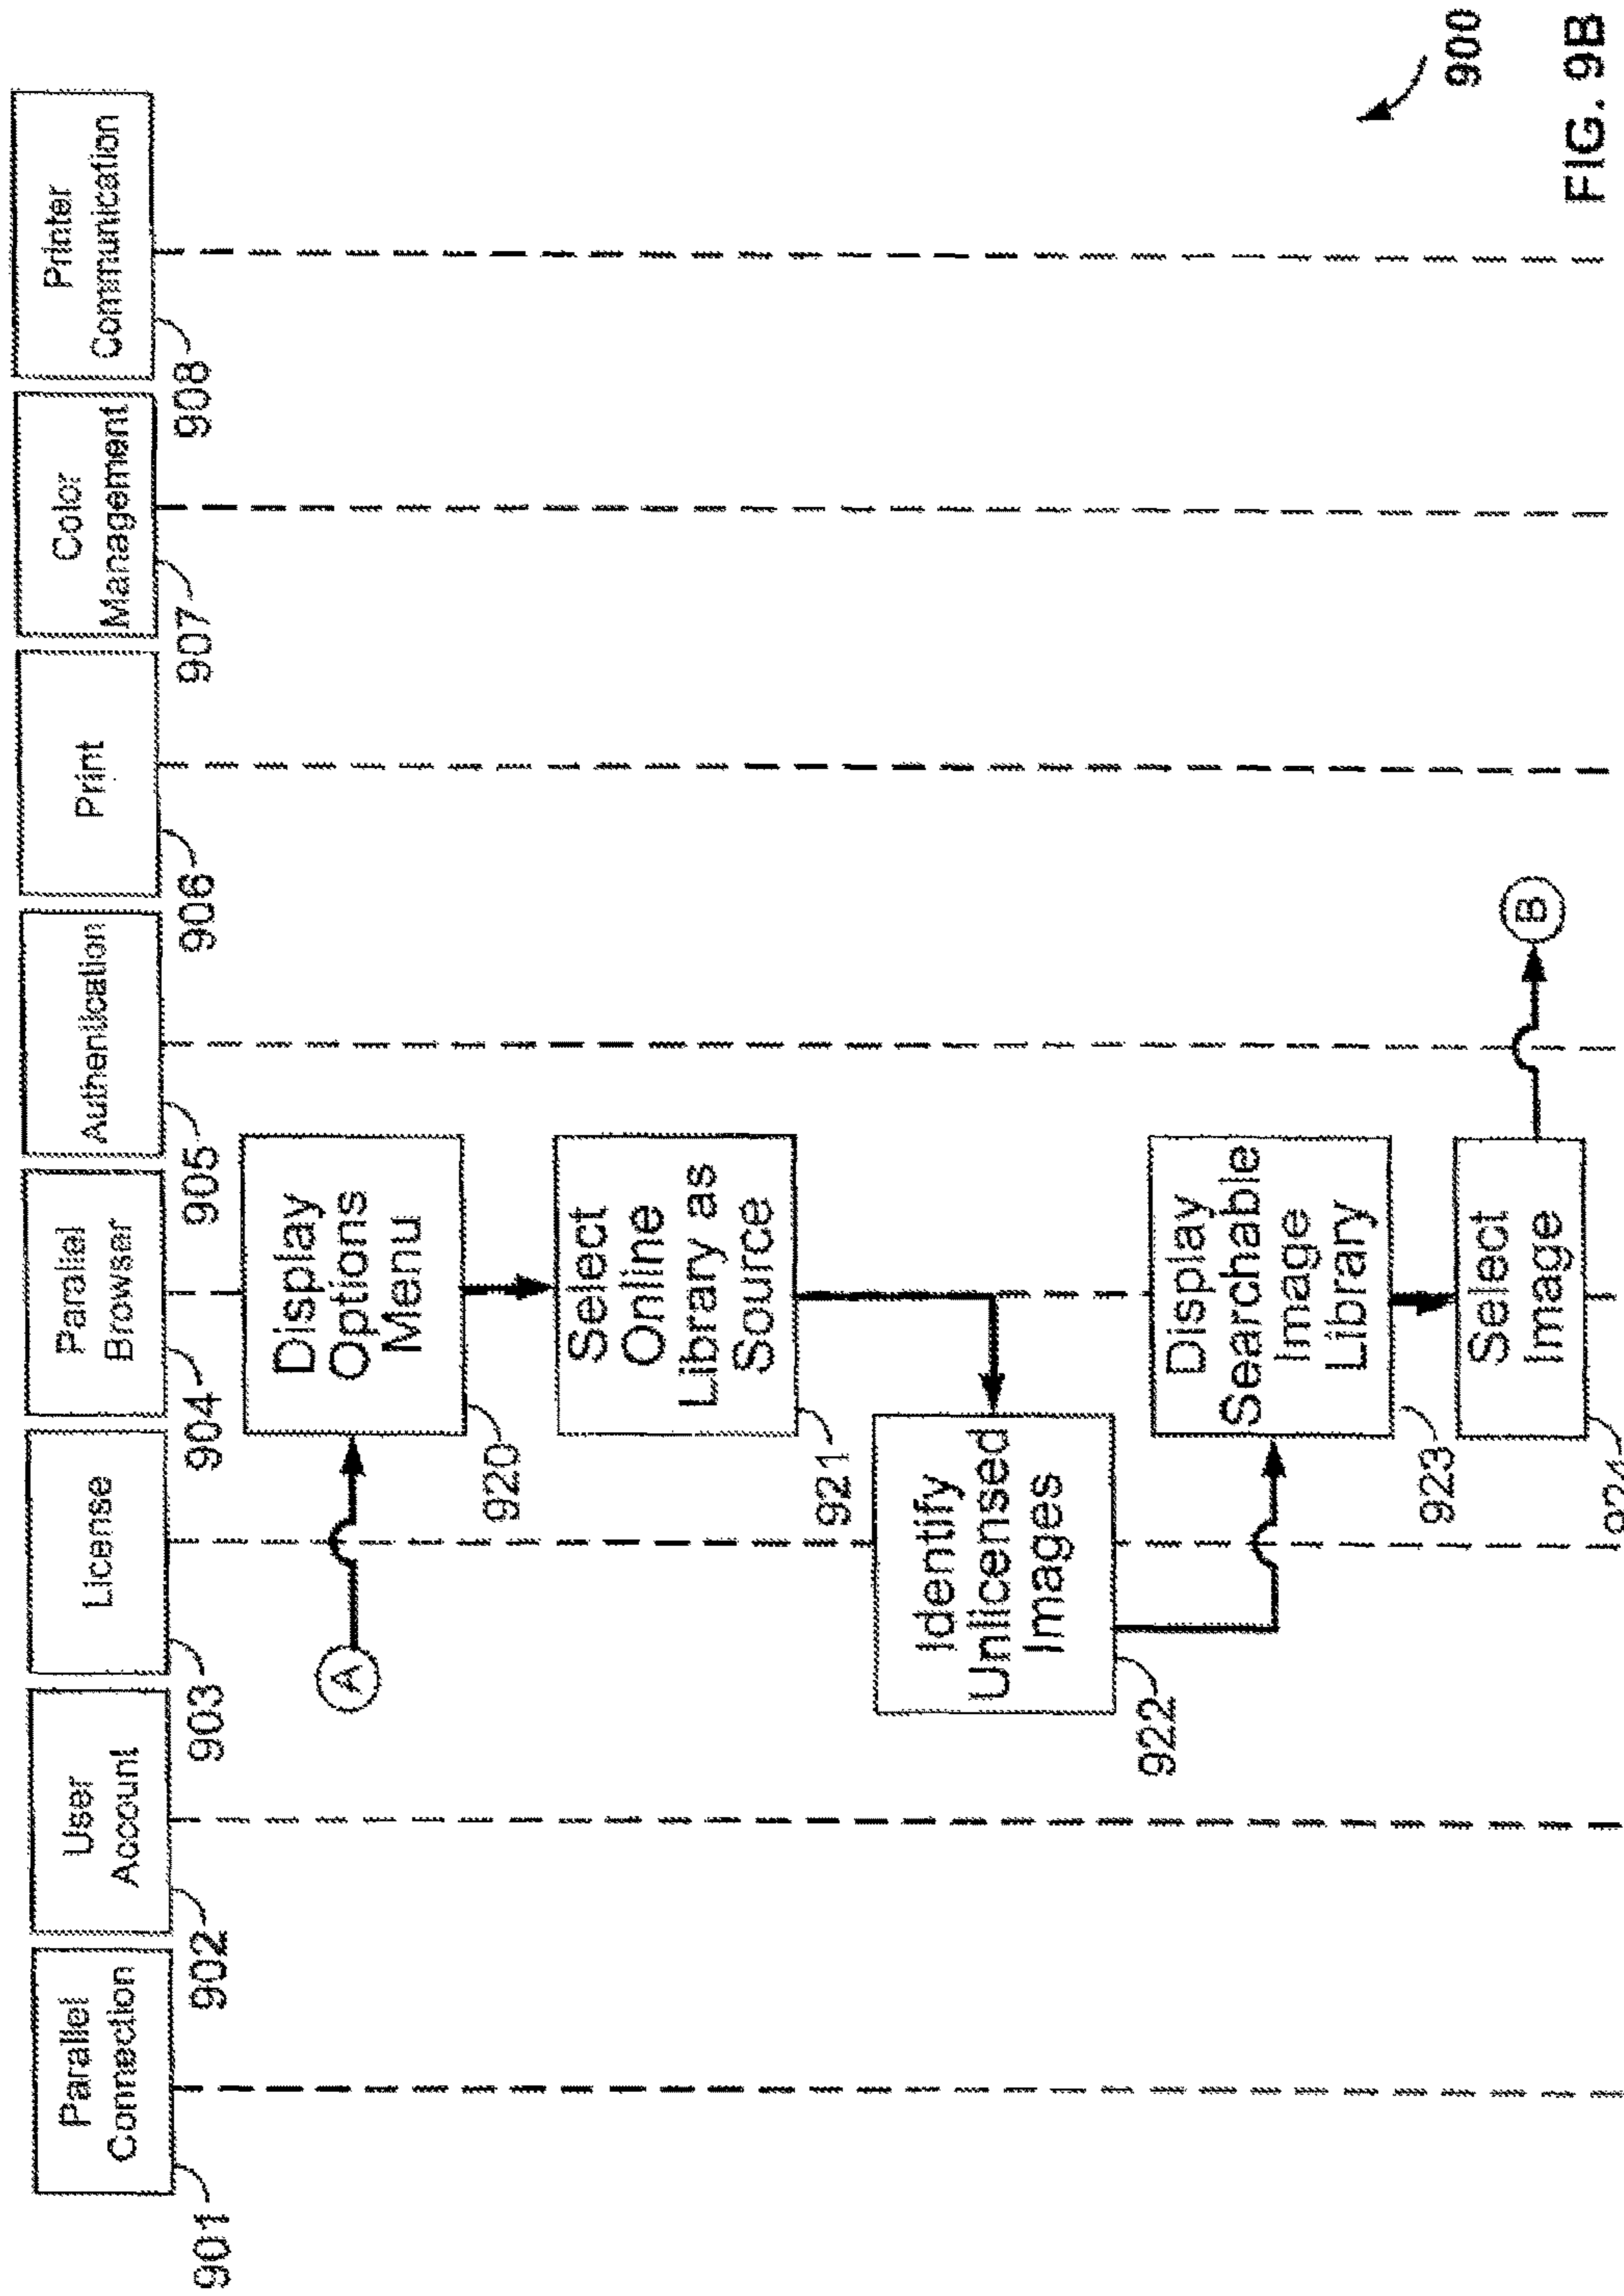 Parallel
Connection
901
User
Account
902
License
903
Parallel
Browser
904
Authentication
905
Print
906
Color
Management
907
Printer
Communication
908
A
Display
Options
Menu
920
Select
Online
Library as
Source
921
Identify
Unlicensed
Images
922
Display
Searchable
Image
Library
923
Select
Image
924
B
900
FIG. 9B